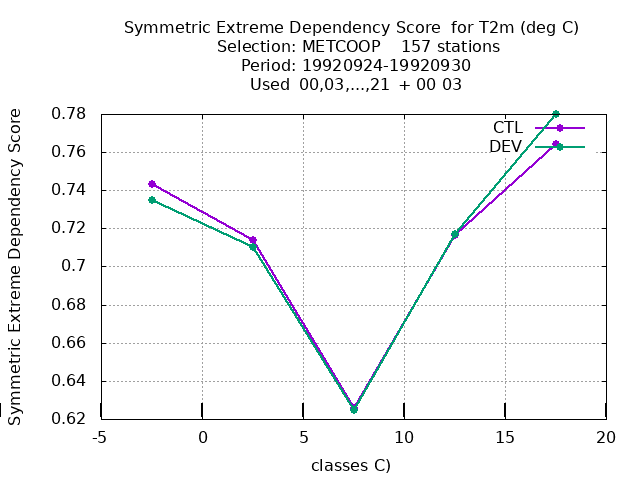 Symmetric Extreme Dependency Score  for T2m (deg C)
Selection: METCOOP    157 stations
Period: 19920924-19920930
Used  00,03,...,21  + 00 03
Symmetric Extreme Dependency Score
0.78
0.76
0.74
0.72
0.7
0.68
0.66
0.64
0.62
CTL
DEV
-5 0 5 10 15 20
classes C)